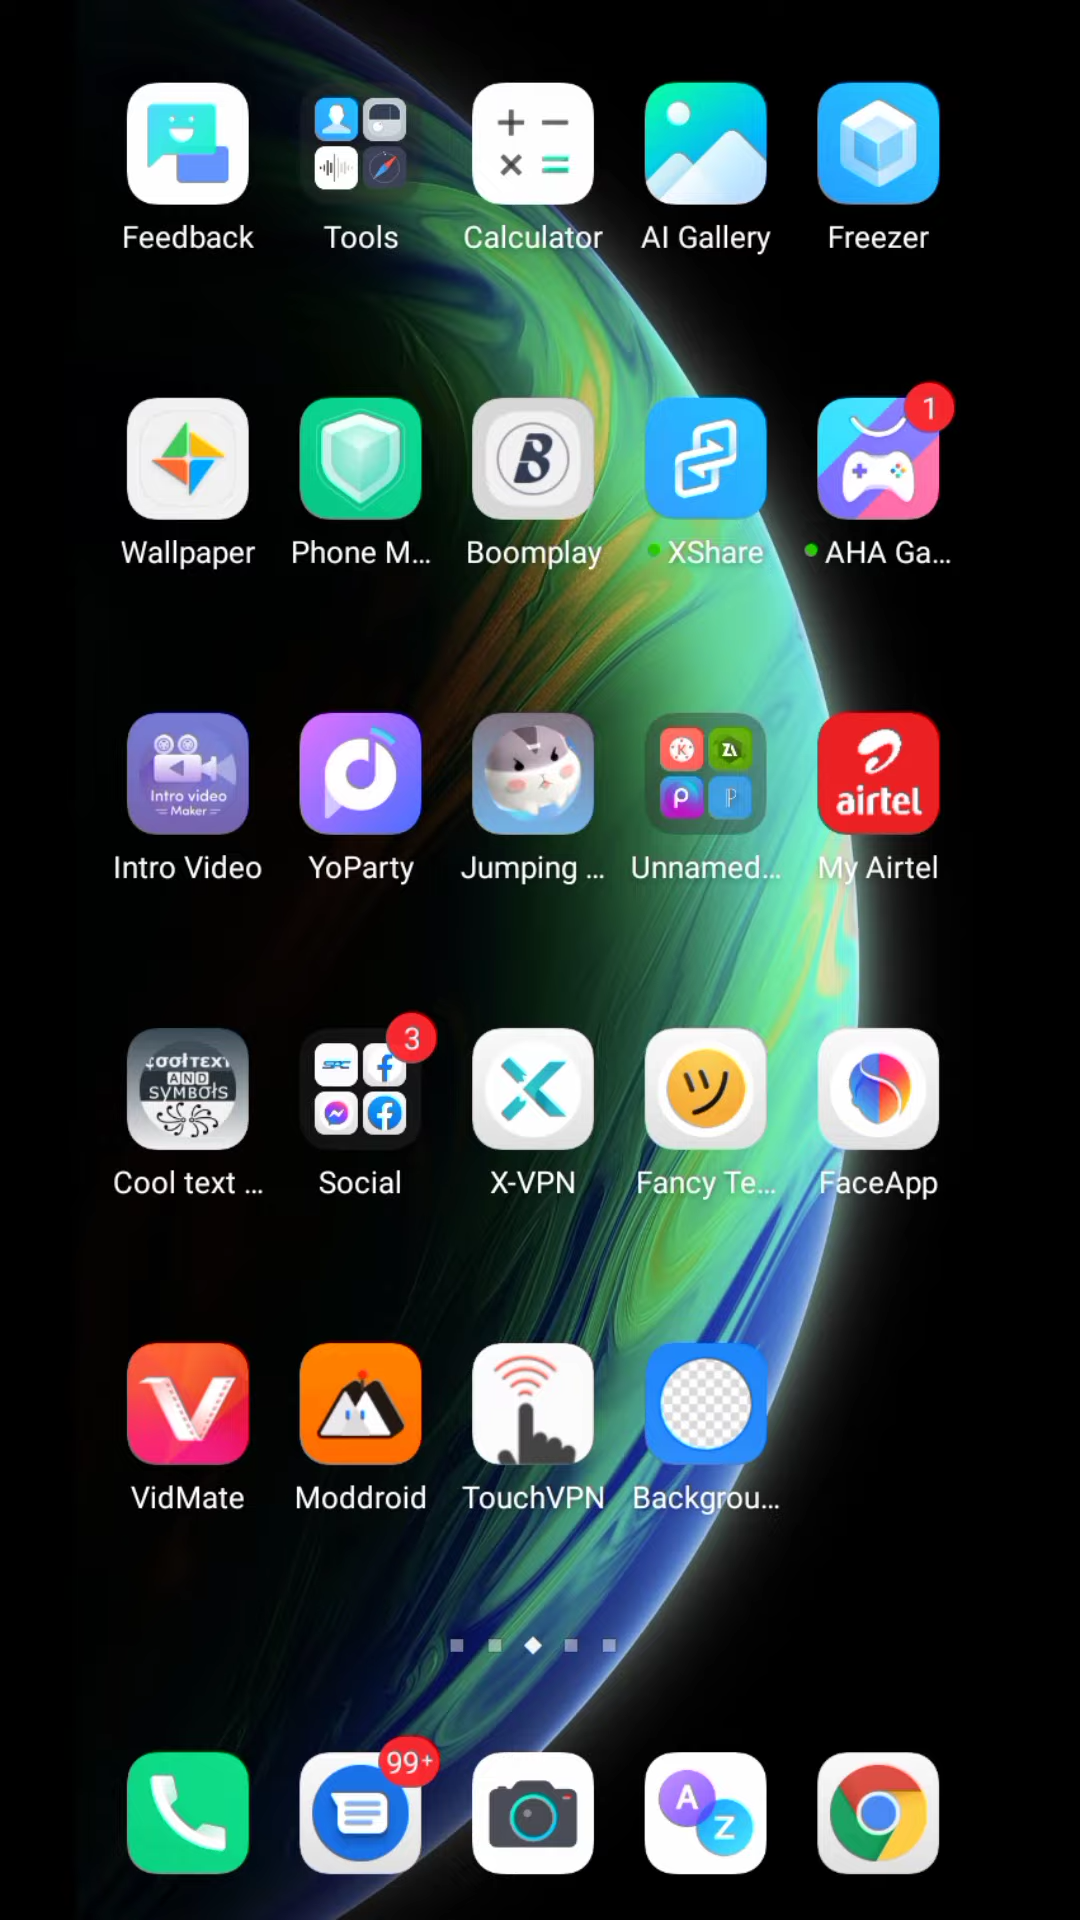 Feedback
Tools
Calculator
AI Gallery
Freezer
1
Wallpaper
Phone M...
B
Boomplay
XShare
AHA Ga...
Intro video
Maker
Intro Video
YoParty
Jumping ...
K
ZA
P
P
Unnamed...
airtel
My Airtel
Cool TEXT
AND
SYMBOLS
Cool text ...
3
SPC
f
f
Social
X-VPN
Fancy Te...
FaceApp
VidMate
Moddroid
TouchVPN
Backgrou...
99+
A
Z